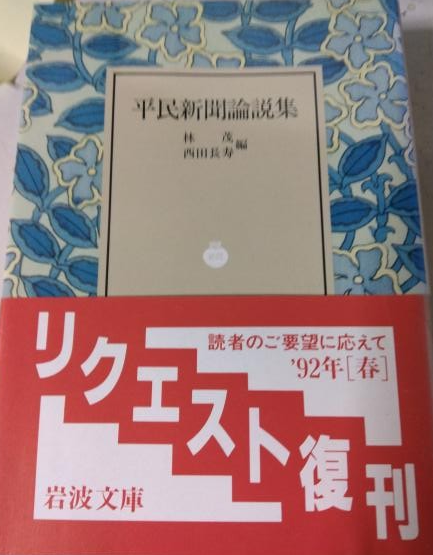 平民新聞論説集
林茂
西田長寿 編
読者のご要望に応えて
'92年[春]
リクエスト復刊
岩波文庫